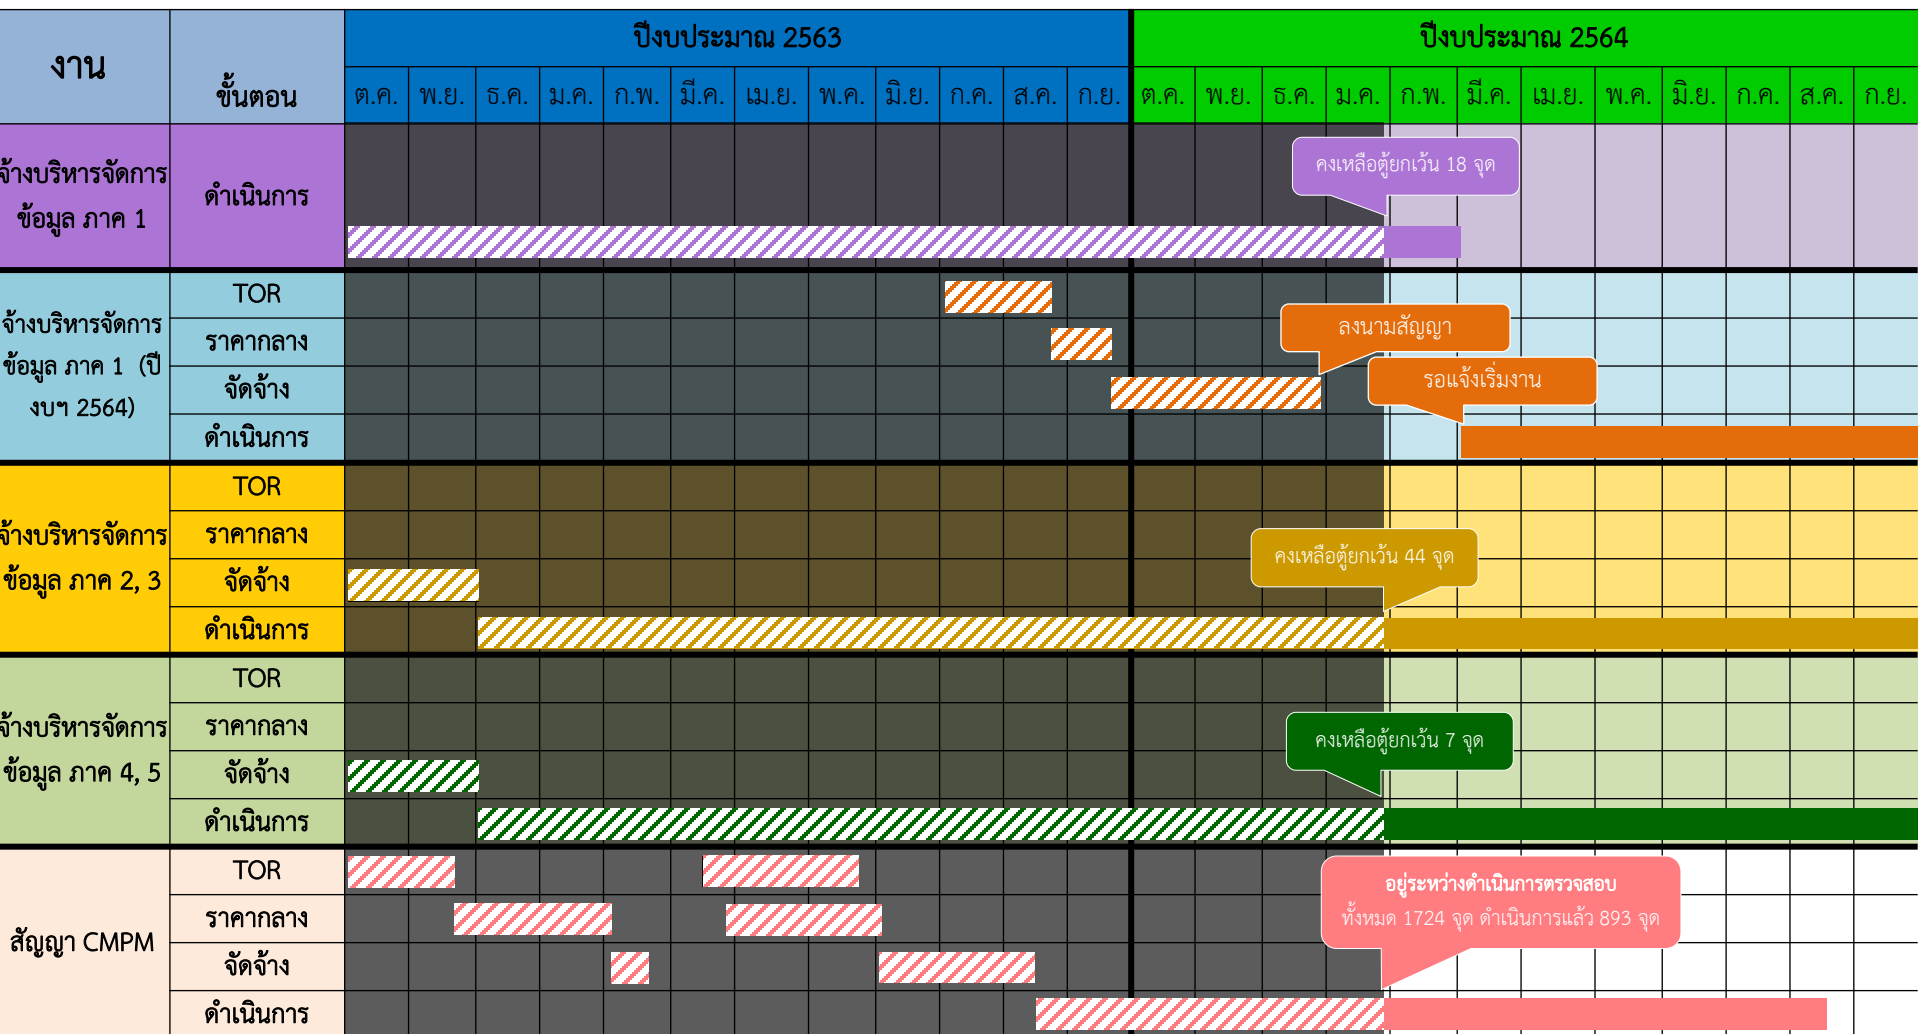 งาน
ขั้นตอน
ปีงบประมาณ 2563
ปีงบประมาณ 2564
ต.ค. พ.ย. ธ.ค. ม.ค. ก.พ. มี.ค. เม.ย. พ.ค. มิ.ย. ก.ค. ส.ค. ก.ย. ต.ค. พ.ย. ธ.ค. ม.ค. ก.พ. มี.ค. เม.ย. พ.ค. มิ.ย. ก.ค. ส.ค. ก.ย.
จ้างบริหารจัดการ
ข้อมูล ภาค 1
ดำเนินการ
คงเหลือตู้ยกเว้น 18 จุด
จ้างบริหารจัดการ
ข้อมูล ภาค 1 (ปี
งบฯ 2564)
TOR
ราคากลาง
จัดจ้าง
ดำเนินการ
ลงนามสัญญา
รอแจ้งเริ่มงาน
จ้างบริหารจัดการ
ข้อมูล ภาค 2, 3
TOR
ราคากลาง
จัดจ้าง
ดำเนินการ
คงเหลือตู้ยกเว้น 44 จุด
จ้างบริหารจัดการ
ข้อมูล ภาค 4, 5
TOR
ราคากลาง
จัดจ้าง
ดำเนินการ
คงเหลือตู้ยกเว้น 7 จุด
สัญญา CMPM
TOR
ราคากลาง
จัดจ้าง
ดำเนินการ
อยู่ระหว่างดำเนินการตรวจสอบ
ทั้งหมด 1724 จุด ดำเนินการแล้ว 893 จุด